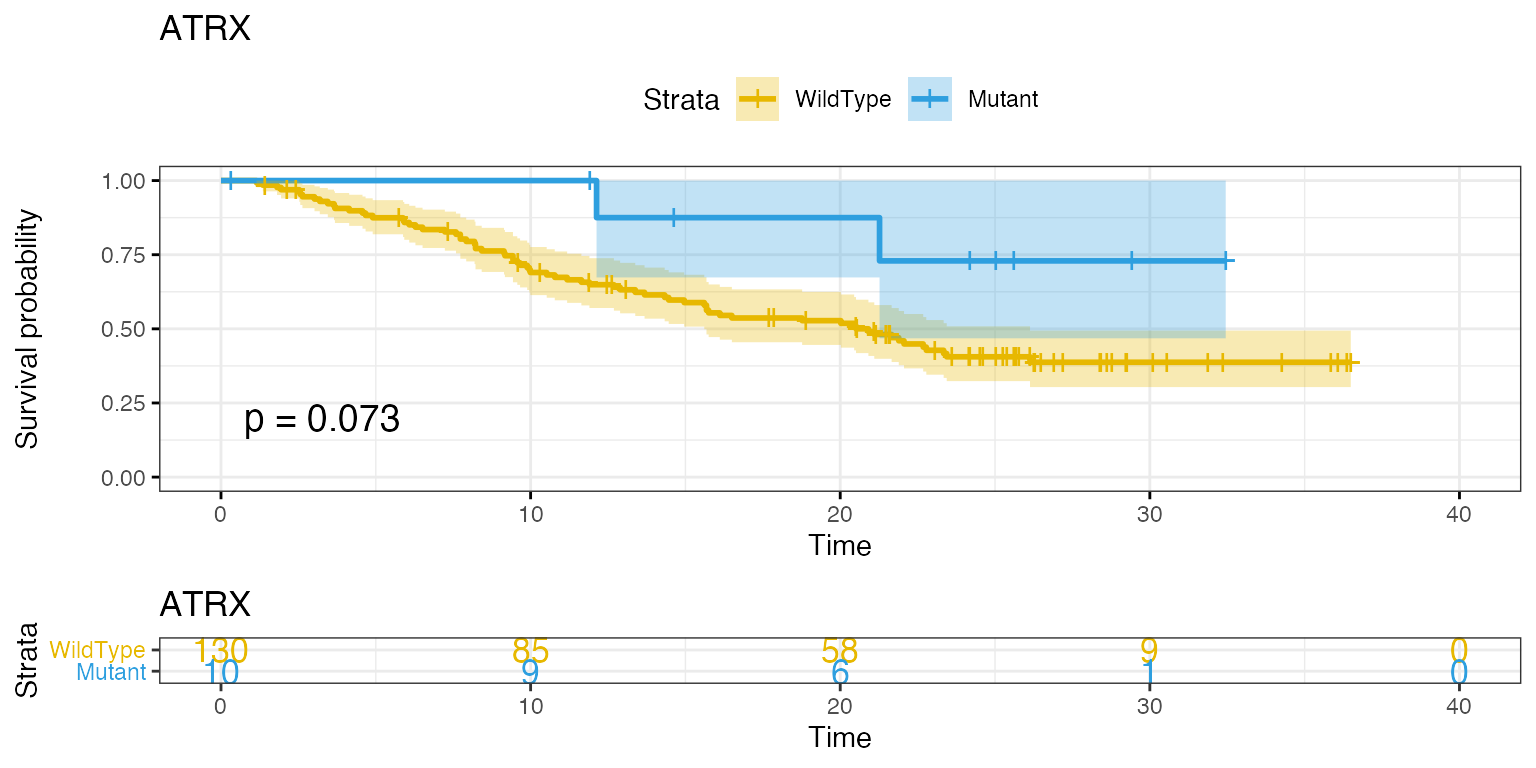 ATRX
Strata WildType Mutant
Survival probability
1.00
0.75
0.50
0.25
0.00
p = 0.073
0 10 20 30 40
Time
ATRX
Strata
WildType 130 85 58 9 0
Mutant 10 9 6 1 0
0 10 20 30 40
Time